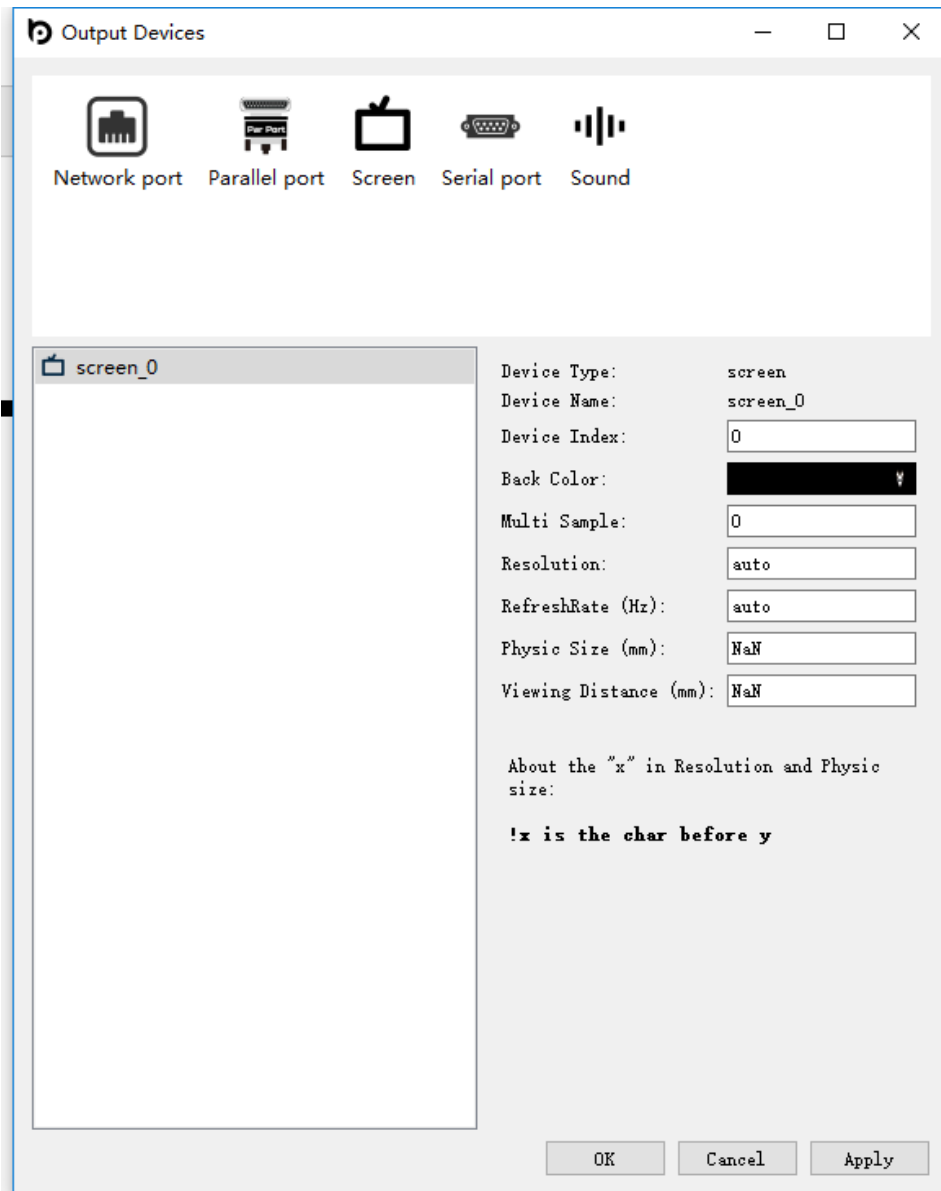 Output Devices
Par Port
Network port Parallel port Screen Serial port Sound
screen_0
Device Type: screen
Device Name: screen_0
Device Index: 0
Back Color:
Multi Sample: 0
Resolution: auto
RefreshRate (Hz): auto
Physic Size (mm): NaN
Viewing Distance (mm): NaN
About the "x" in Resolution and Physic
size:
!x is the char before y
OK Cancel Apply